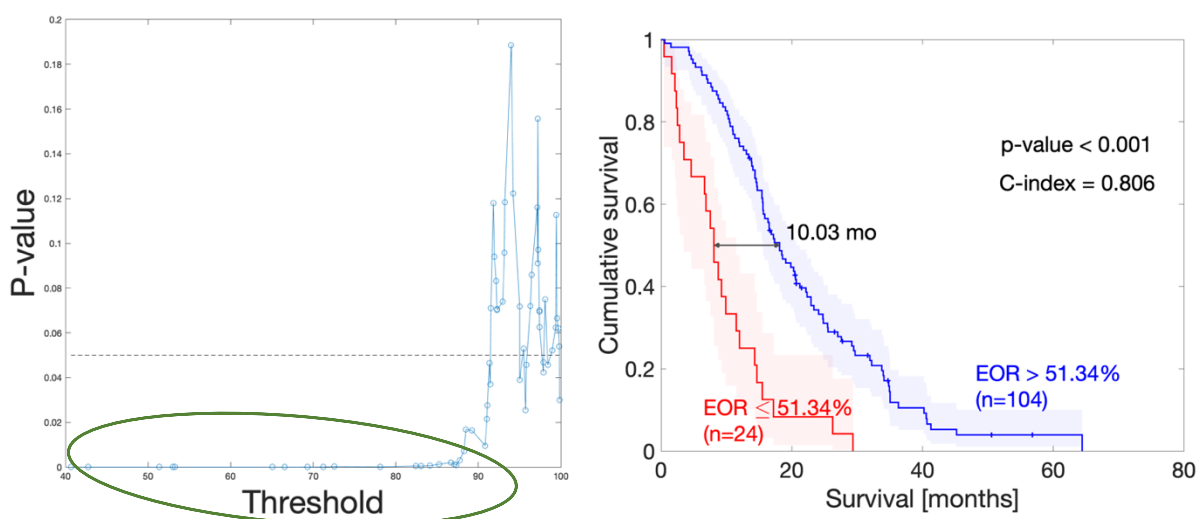 0.2
0.18
0.16
0.14
0.12
0.1
0.08
0.06
0.04
0.02
0
P-value
40
50
60
70
80
90
100
Threshold
1
0.8
0.6
0.4
0.2
0
Cumulative survival
p-value < 0.001
C-index = 0.806
10.03 mo
EOR > 51.34%
(n=104)
EOR ≤ 51.34%
(n=24)
0
20
40
60
80
Survival [months]